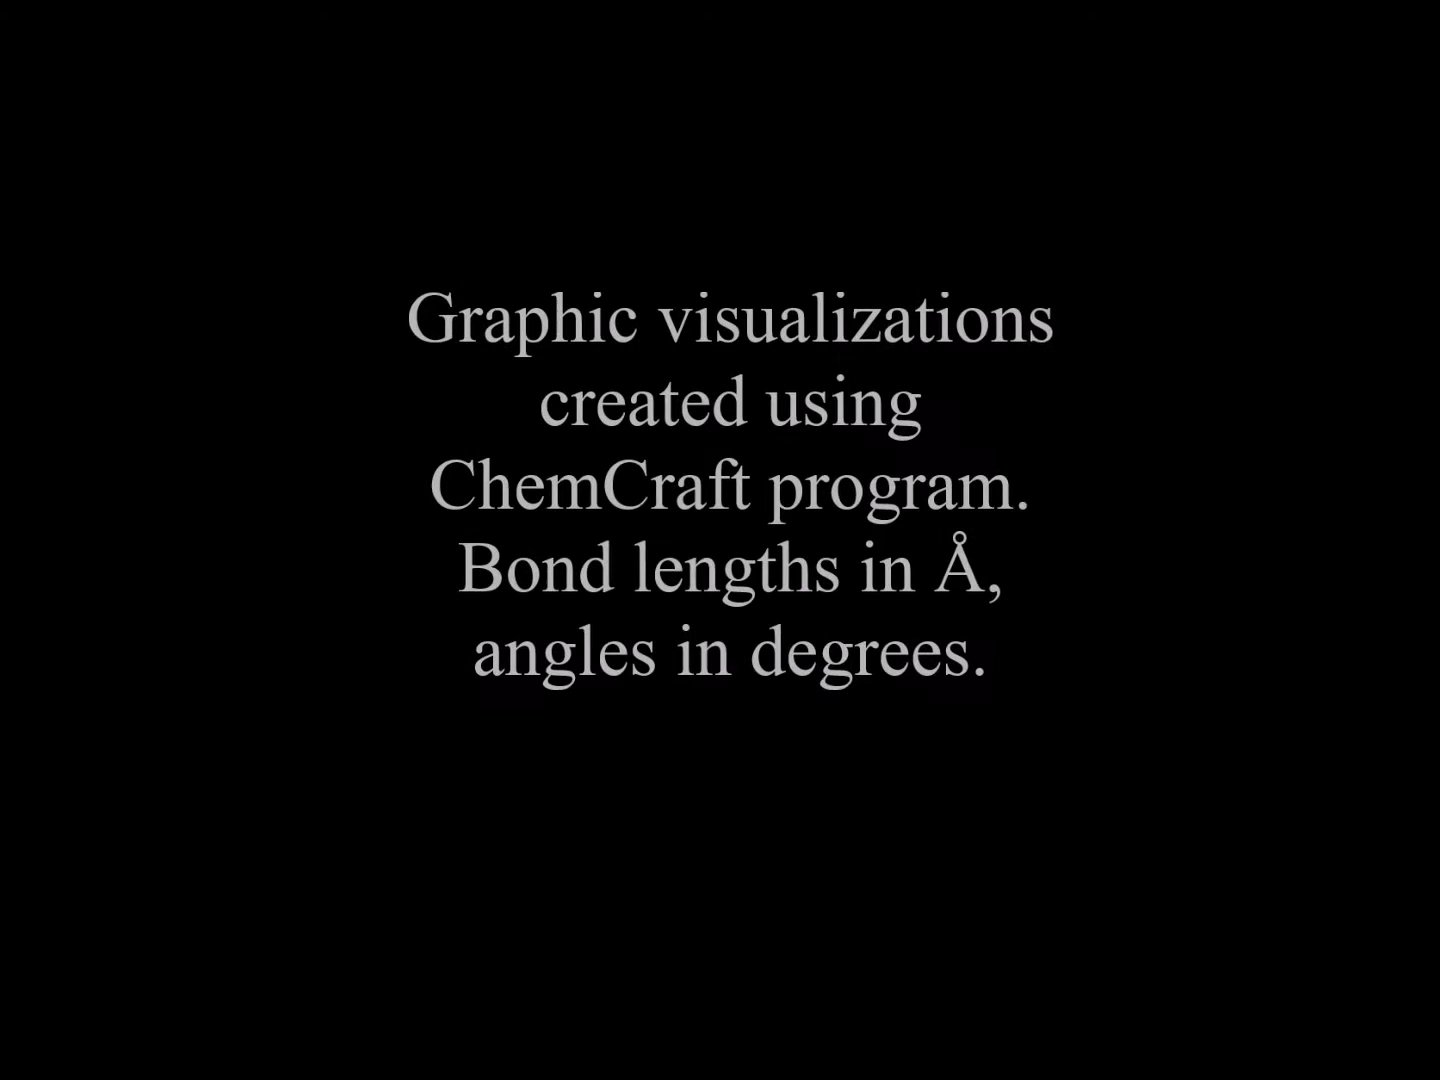 Graphic visualizations
created using
ChemCraft program.
Bond lengths in Å,
angles in degrees.